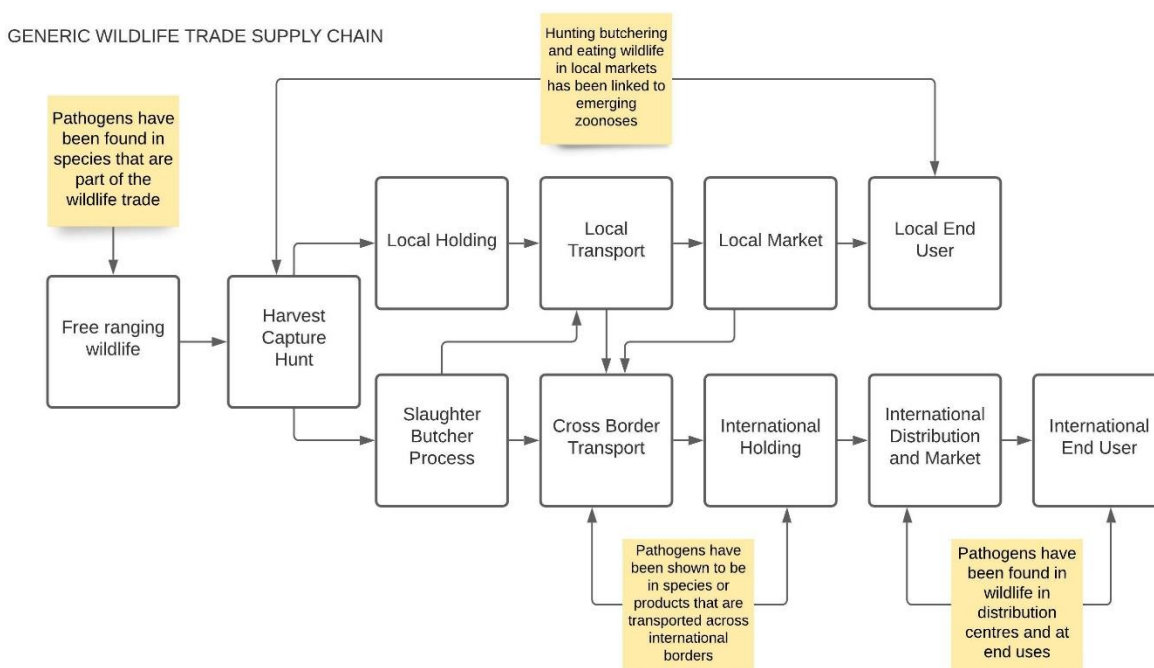 GENERIC WILDLIFE TRADE SUPPLY CHAIN
Hunting butchering
and eating wildlife
in local markets
has been linked to
emerging
zoonoses
Pathogens have
been found in
species that are
part of the
wildlife trade
Local Holding
Local
Transport
Local Market
Local End
User
Free ranging
wildlife
Harvest
Capture
Hunt
Slaughter
Butcher
Process
Cross Border
Transport
International
Holding
International
Distribution
and Market
International
End User
Pathogens have
been shown to be
in species or
products that are
transported across
international
borders
Pathogens have
been found in
wildlife in
distribution
centres and at
end uses